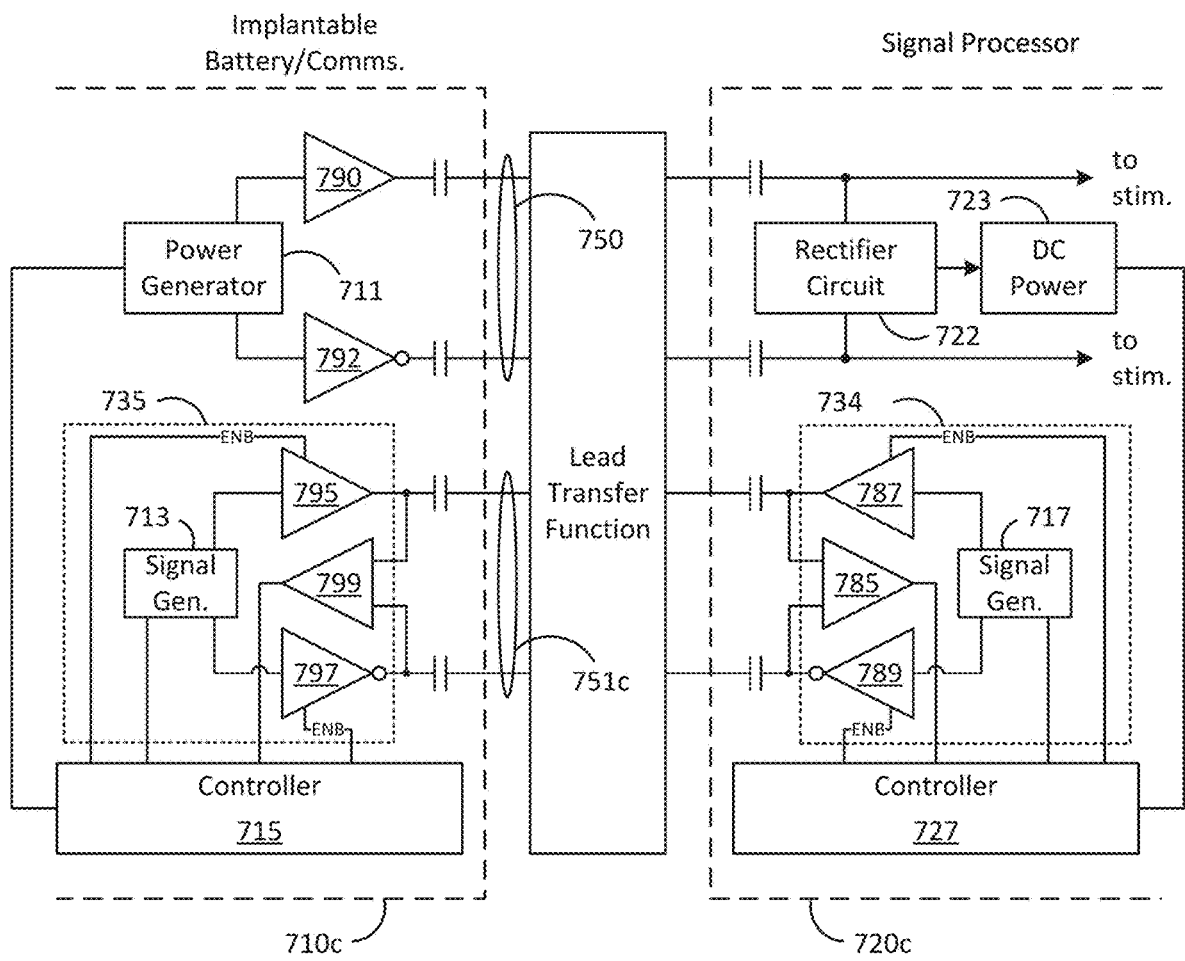 Implantable
Battery/Comms.
Signal Processor
790
to
stim.
723
750
Power
Generator
711
Rectifier
Circuit
DC
Power
722
792
to
stim.
735
734
ENB
ENB
795
Lead
Transfer
Function
787
713
717
Signal
Gen.
799
785
Signal
Gen.
797
751c
789
ENB
ENB
Controller
715
Controller
727
710c
720c